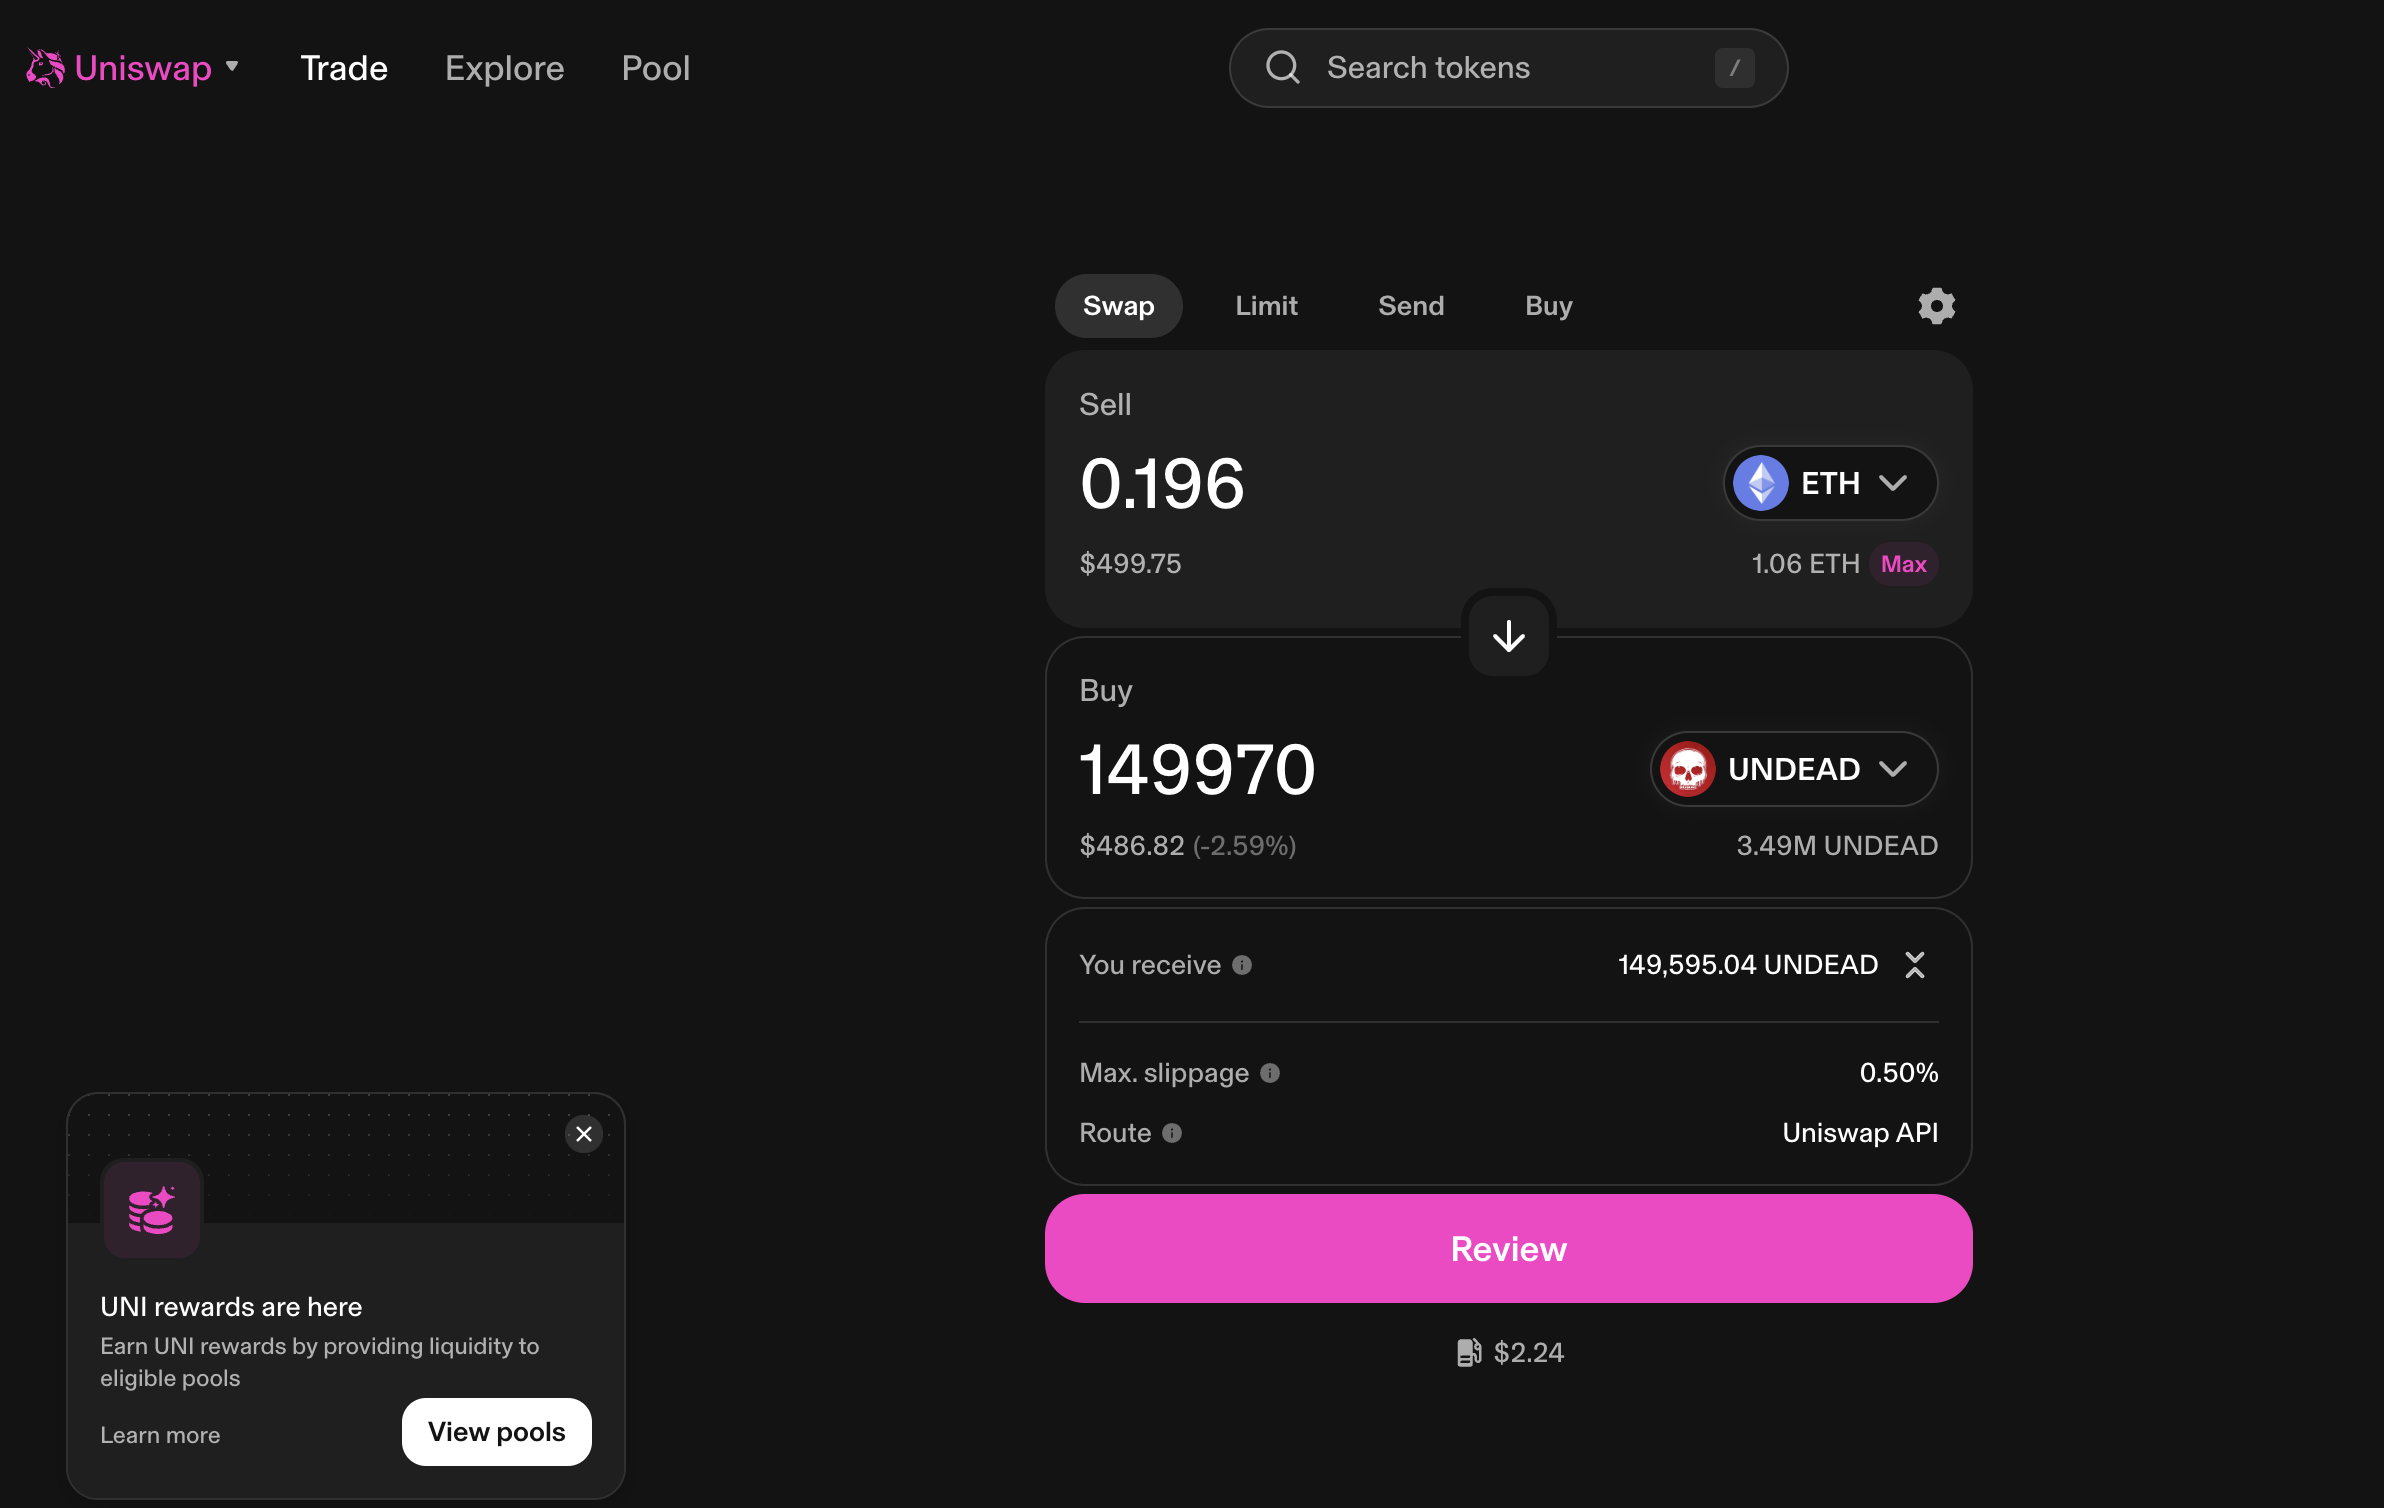 Uniswap
Trade
Explore
Pool
Search tokens
/
Swap
Limit
Send
Buy
Sell
0.196
ETH
$499.75
1.06 ETH
Max
Buy
149970
UNDEAD
$486.82 (-2.59%)
3.49M UNDEAD
You receive
149,595.04 UNDEAD
Max. slippage
0.50%
Route
Uniswap API
Review
$2.24
UNI rewards are here
Earn UNI rewards by providing liquidity to
eligible pools
Learn more
View pools